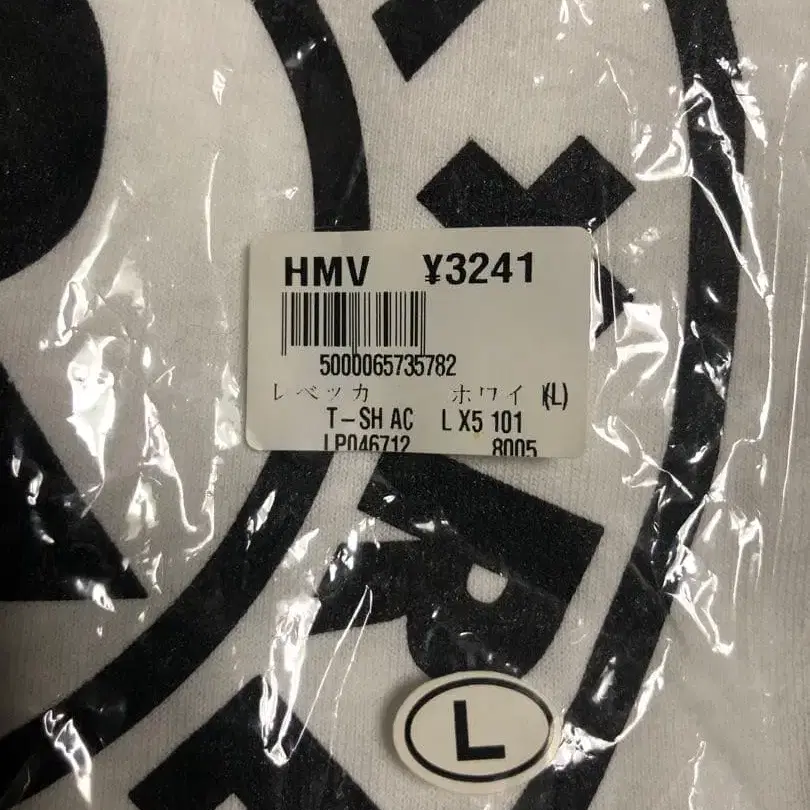 HMV ¥3241
5000065735782
レベッカ ホワイ (L)
T-SH AC L X5 101
LP046712 8005
R
L